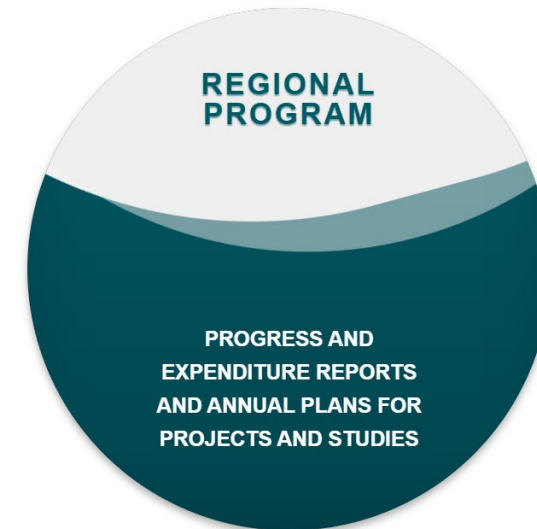 REGIONAL
PROGRAM
PROGRESS AND
EXPENDITURE REPORTS
AND ANNUAL PLANS FOR
PROJECTS AND STUDIES